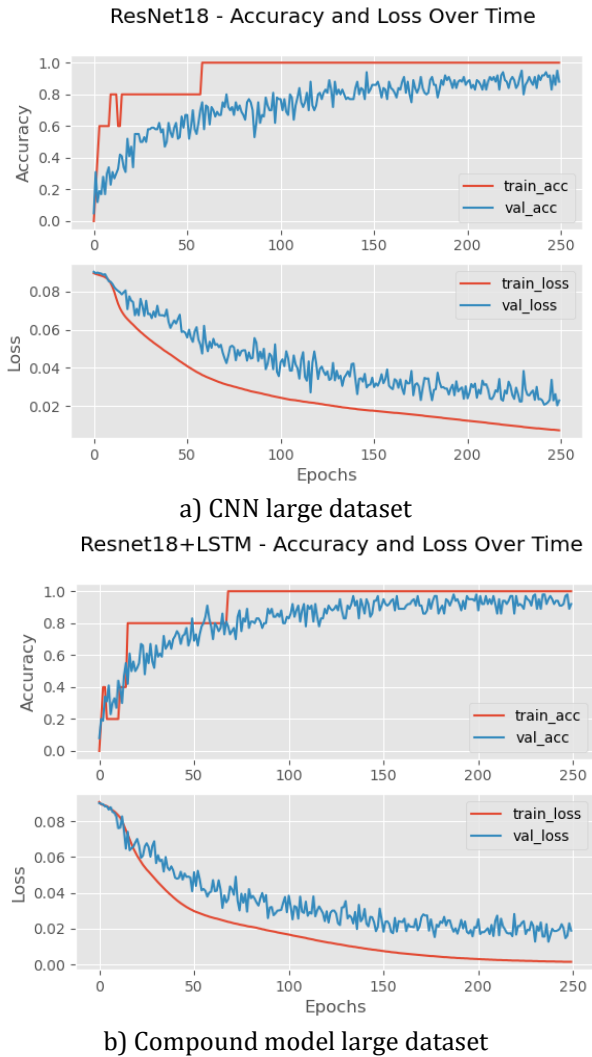 ResNet18 - Accuracy and Loss Over Time
1.0
0.8
0.6
0.4
0.2
0.0
Accuracy
train_acc
val_acc
0 50 100 150 200 250
0.08
0.06
0.04
0.02
Loss
train_loss
val_loss
0 50 100 150 200 250
Epochs
a) CNN large dataset
Resnet18+LSTM - Accuracy and Loss Over Time
1.0
0.8
0.6
0.4
0.2
0.0
Accuracy
train_acc
val_acc
0 50 100 150 200 250
0.08
0.06
0.04
0.02
0.00
Loss
train_loss
val_loss
0 50 100 150 200 250
Epochs
b) Compound model large dataset